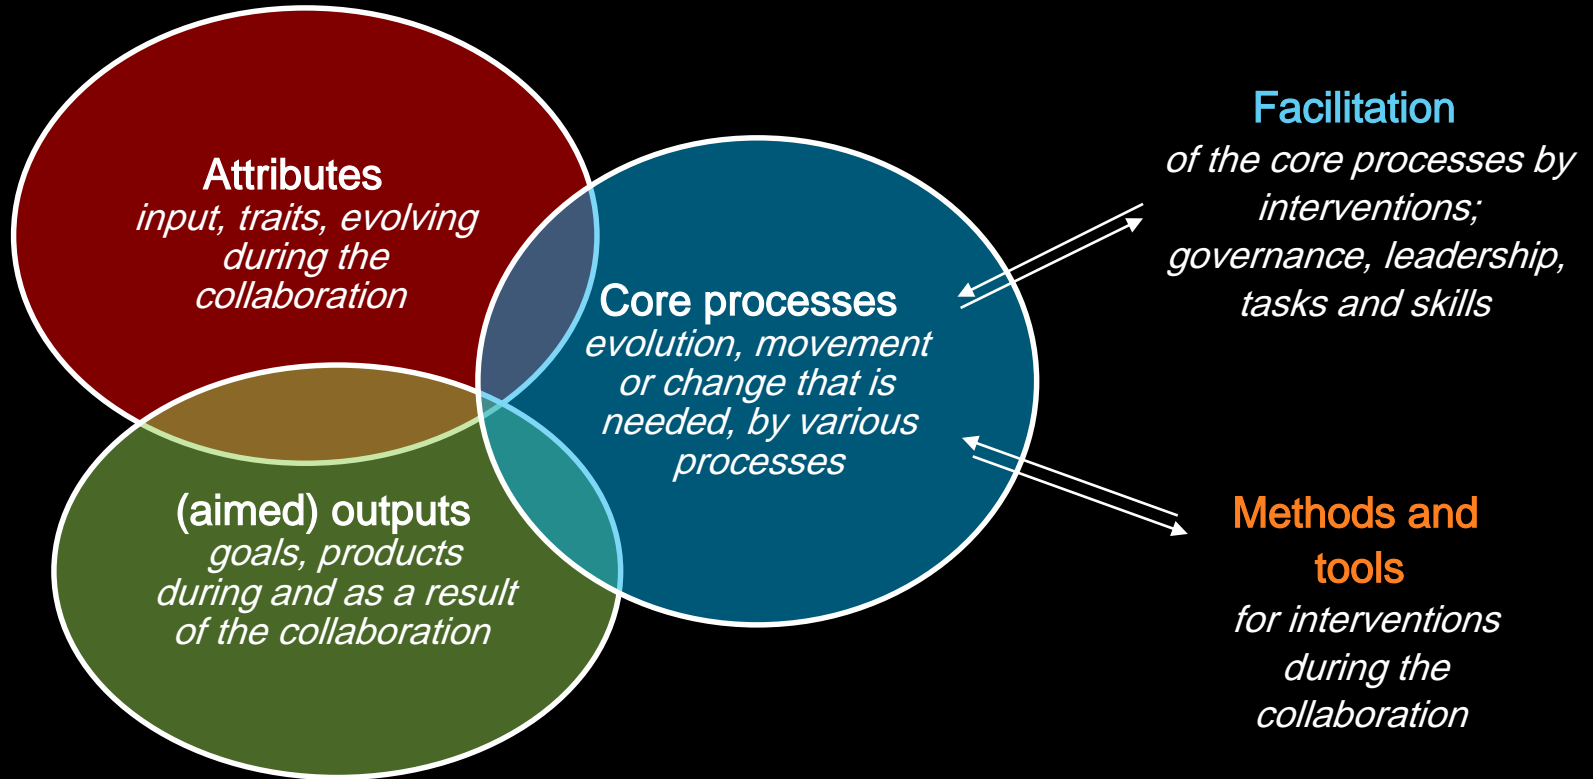 Attributes
input, traits, evolving
during the
collaboration
Core processes
evolution, movement
or change that is
needed, by various
processes
(aimed) outputs
goals, products
during and as a result
of the collaboration
Facilitation
of the core processes by
interventions;
governance, leadership,
tasks and skills
Methods and
tools
for interventions
during the
collaboration